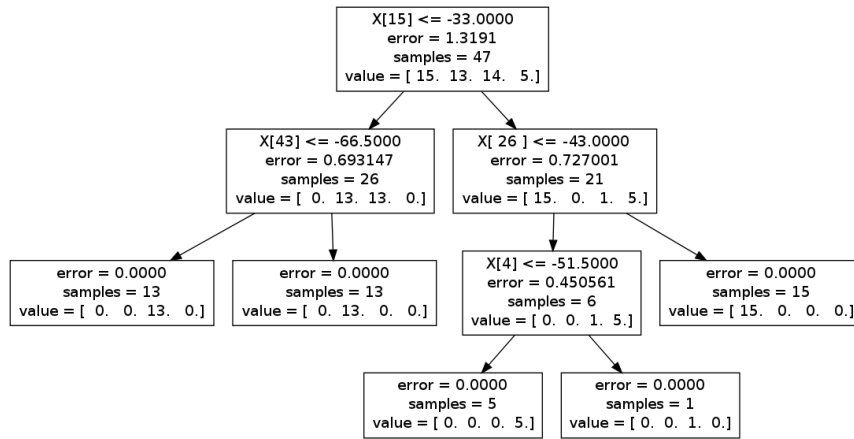 X[15] <= -33.0000
error = 1.3191
samples = 47
value = [ 15. 13. 14. 5.]
X[43] <= -66.5000
error = 0.693147
samples = 26
value = [ 0. 13. 13. 0.]
X[ 26 ] <= -43.0000
error = 0.727001
samples = 21
value = [ 15. 0. 1. 5.]
error = 0.0000
samples = 13
value = [ 0. 0. 13. 0.]
error = 0.0000
samples = 13
value = [ 0. 13. 0. 0.]
X[4] <= -51.5000
error = 0.450561
samples = 6
value = [ 0. 0. 1. 5.]
error = 0.0000
samples = 15
value = [ 15. 0. 0. 0.]
error = 0.0000
samples = 5
value = [ 0. 0. 0. 5.]
error = 0.0000
samples = 1
value = [ 0. 0. 1. 0.]